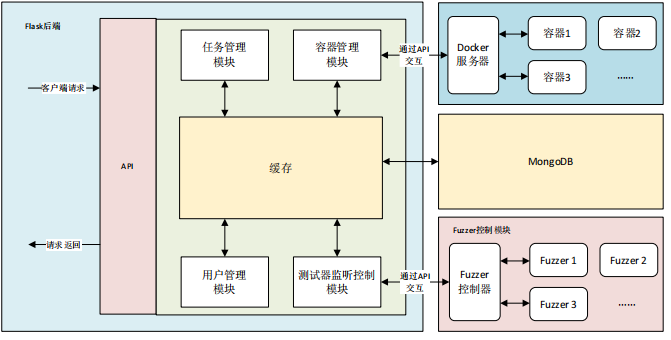 Flask后端
客户端请求
请求返回
API
任务管理
模块
容器管理
模块
缓存
用户管理
模块
测试器监听控制
模块
通过API
交互
Docker
服务器
容器1
容器2
容器3
......
MongoDB
通过API
交互
Fuzzer控制模块
Fuzzer
控制器
Fuzzer 1
Fuzzer 2
Fuzzer 3
......